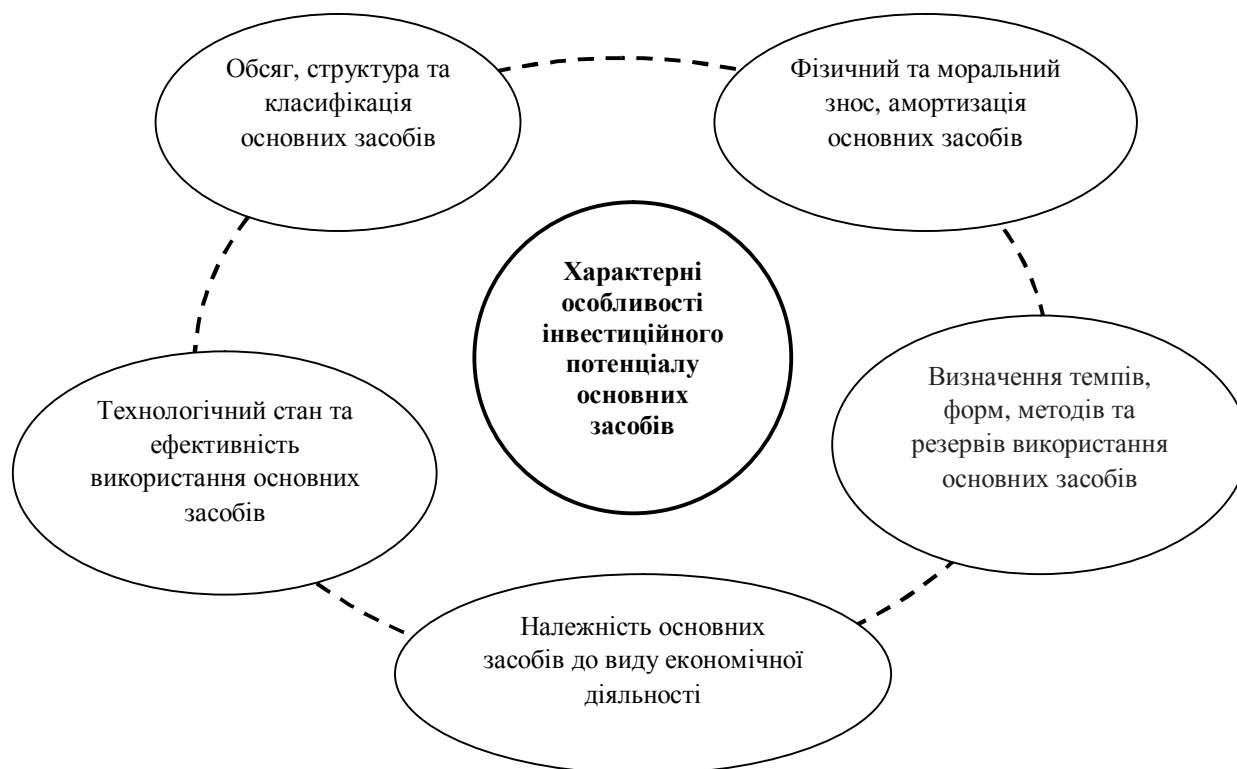 Обсяг, структура та
класифікація
основних засобів
Фізичний та моральний
знос, амортизація
основних засобів
Характерні
особливості
інвестиційного
потенціалу
основних
засобів
Технологічний стан та
ефективність
використання основних
засобів
Визначення темпів,
форм, методів та
резервів використання
основних засобів
Належність основних
засобів до виду економічної
діяльності